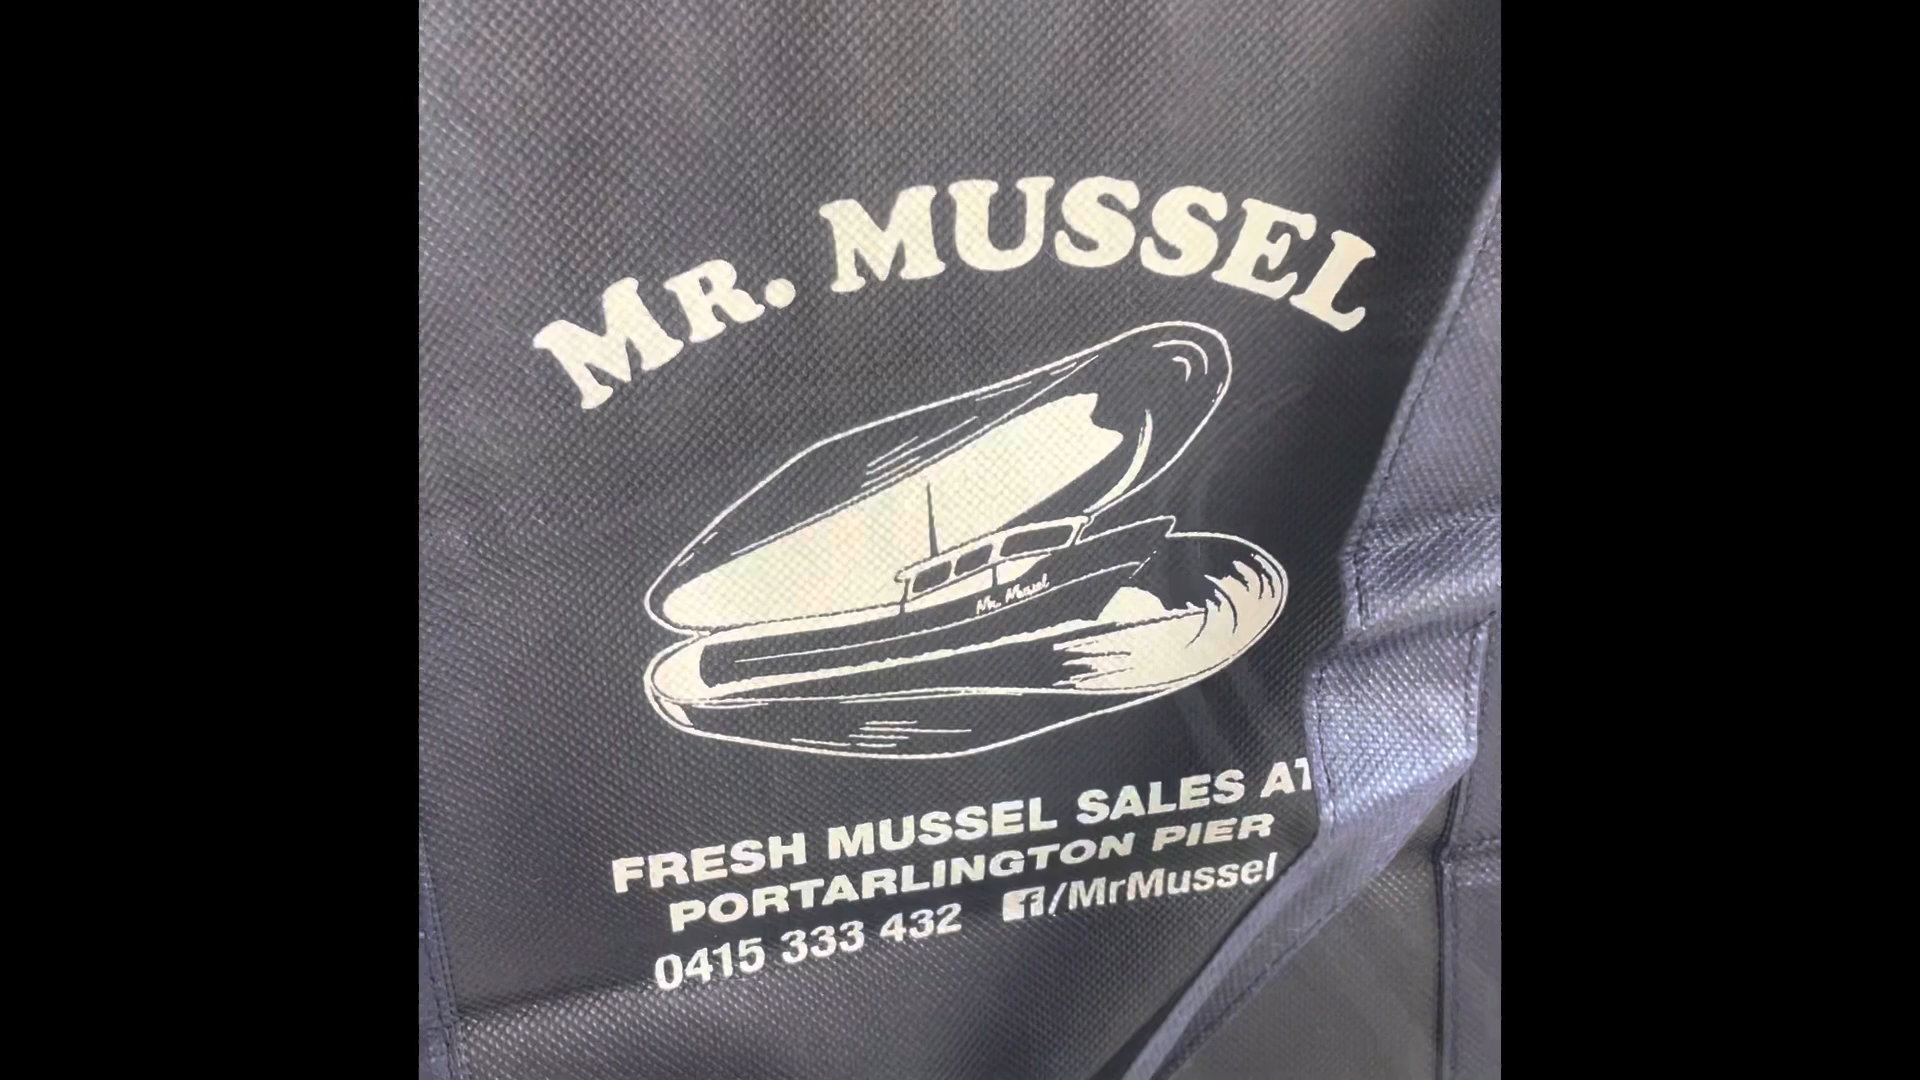 MR. MUSSEL
Mr. Mussel
FRESH MUSSEL SALES AT
PORTARLINGTON PIER
0415 333 432 f/MrMussel